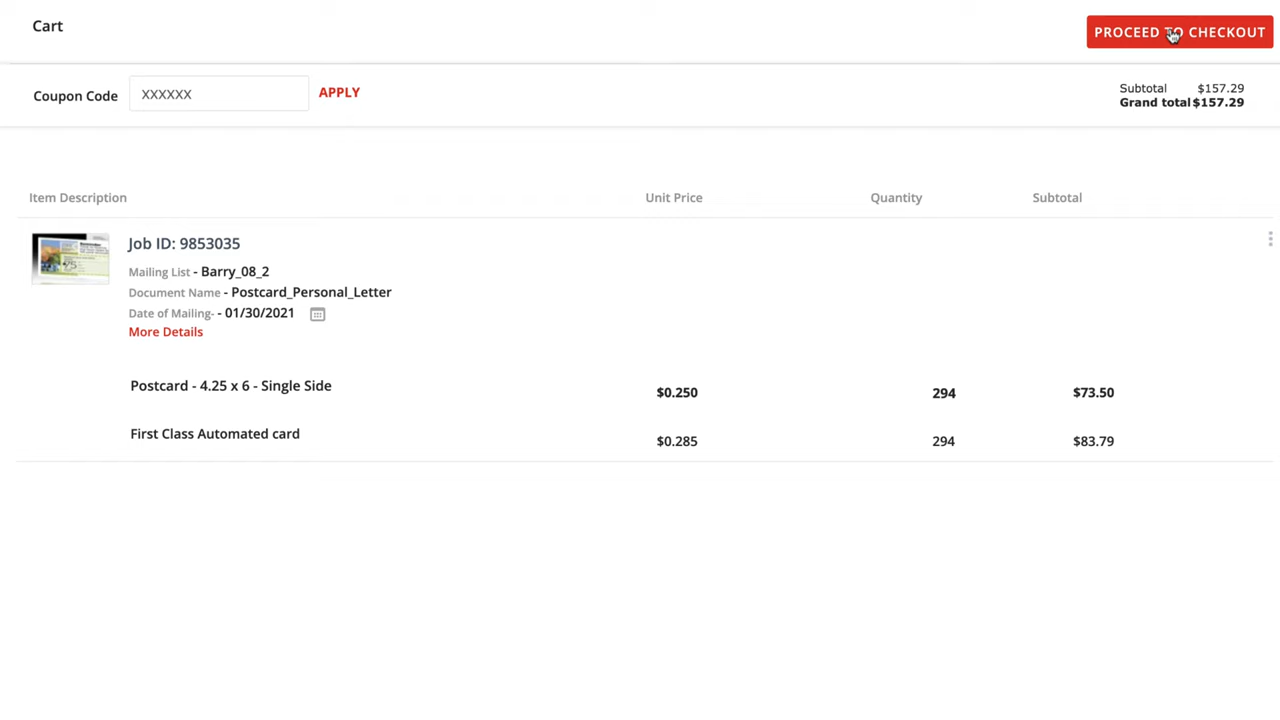 Cart
PROCEED TO CHECKOUT
Coupon Code XXXXXX APPLY
Subtotal $157.29
Grand total $157.29
Item Description Unit Price Quantity Subtotal
Job ID: 9853035
Mailing List - Barry_08_2
Document Name - Postcard_Personal_Letter
Date of Mailing- - 01/30/2021
More Details
Postcard - 4.25 x 6 - Single Side $0.250 294 $73.50
First Class Automated card $0.285 294 $83.79